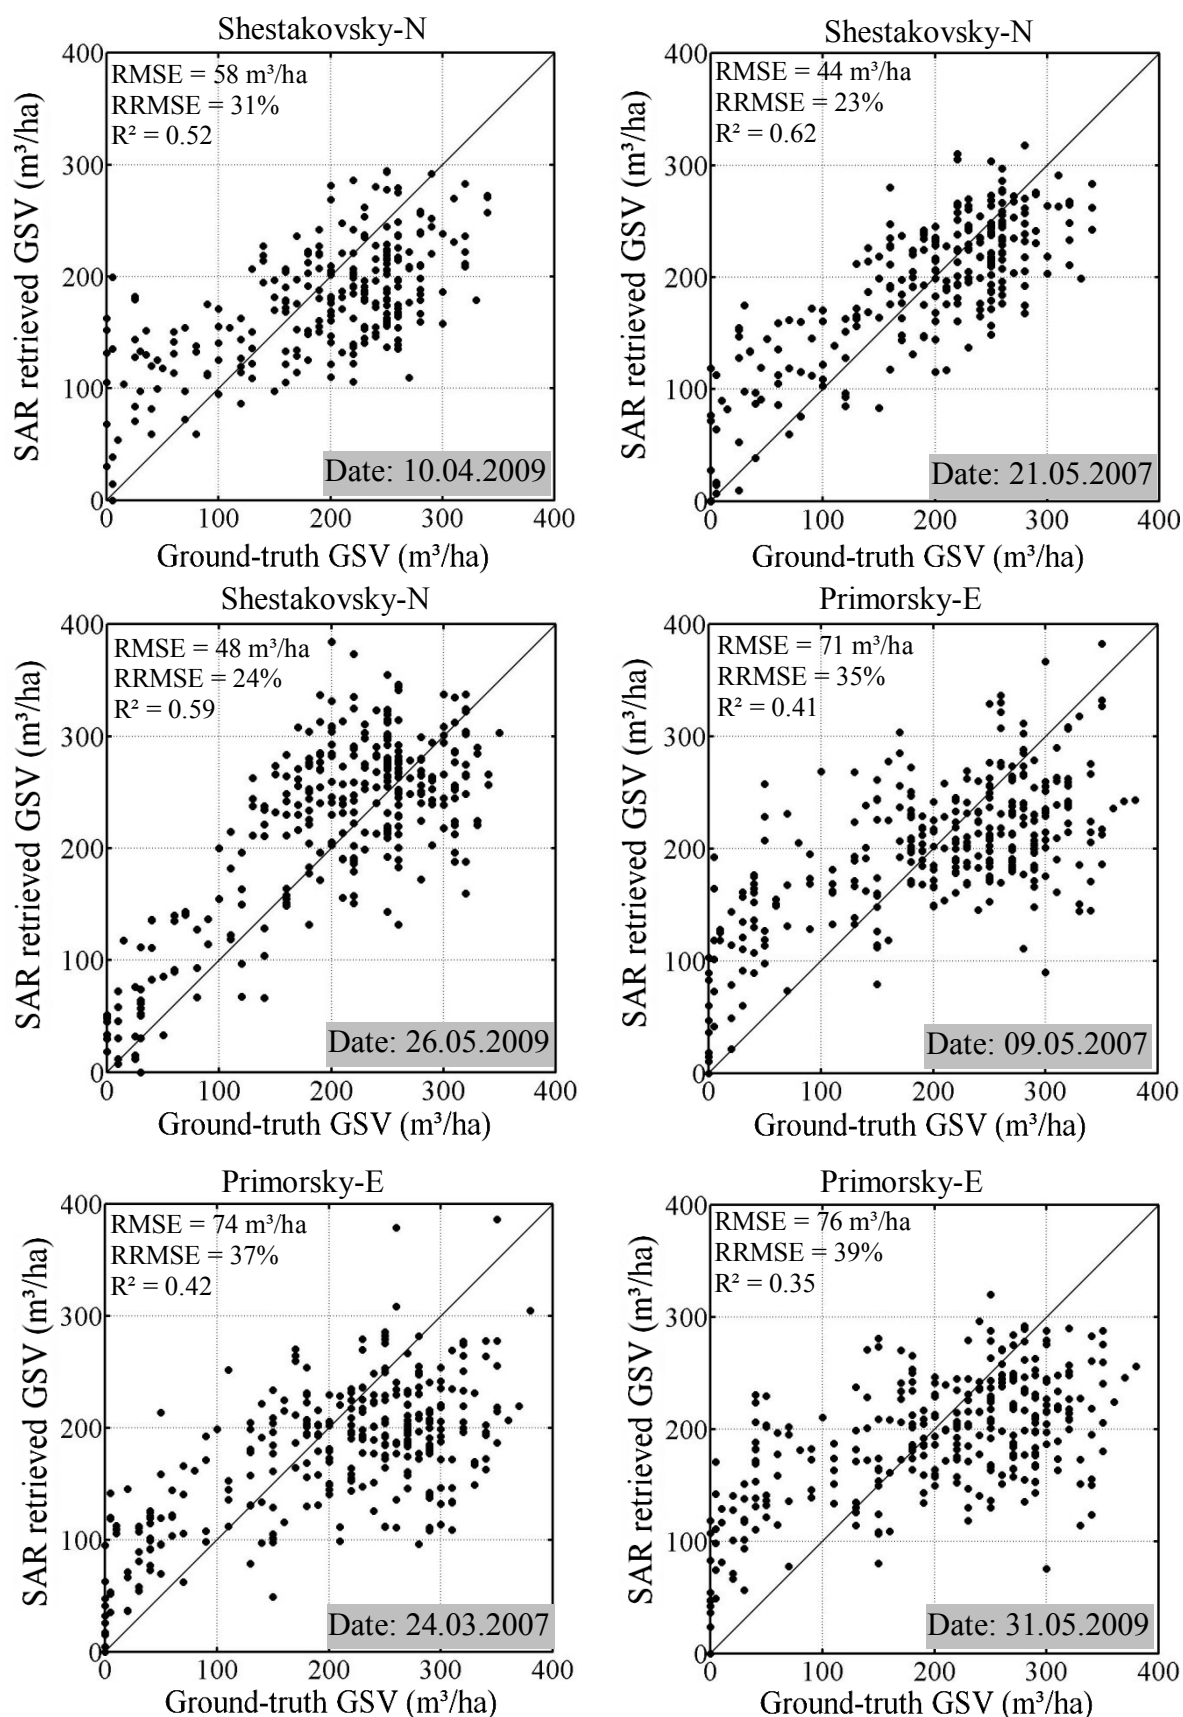 Shestakovsky-N
RMSE = 58 m³/ha
RRMSE = 31%
R² = 0.52
Date: 10.04.2009
SAR retrieved GSV (m³/ha)
400
300
200
100
0
0 100 200 300 400
Ground-truth GSV (m³/ha)
Shestakovsky-N
RMSE = 44 m³/ha
RRMSE = 23%
R² = 0.62
Date: 21.05.2007
SAR retrieved GSV (m³/ha)
400
300
200
100
0
0 100 200 300 400
Ground-truth GSV (m³/ha)
Shestakovsky-N
RMSE = 48 m³/ha
RRMSE = 24%
R² = 0.59
Date: 26.05.2009
SAR retrieved GSV (m³/ha)
400
300
200
100
0
0 100 200 300 400
Ground-truth GSV (m³/ha)
Primorsky-E
RMSE = 71 m³/ha
RRMSE = 35%
R² = 0.41
Date: 09.05.2007
SAR retrieved GSV (m³/ha)
400
300
200
100
0
0 100 200 300 400
Ground-truth GSV (m³/ha)
Primorsky-E
RMSE = 74 m³/ha
RRMSE = 37%
R² = 0.42
Date: 24.03.2007
SAR retrieved GSV (m³/ha)
400
300
200
100
0
0 100 200 300 400
Ground-truth GSV (m³/ha)
Primorsky-E
RMSE = 76 m³/ha
RRMSE = 39%
R² = 0.35
Date: 31.05.2009
SAR retrieved GSV (m³/ha)
400
300
200
100
0
0 100 200 300 400
Ground-truth GSV (m³/ha)